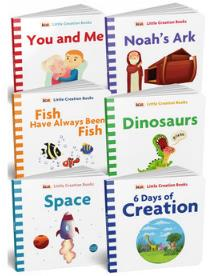 Little Creation Books
You and Me
Little Creation Books
Noah's Ark
Little Creation Books
Fish
Have Always Been
Fish
Little Creation Books
Dinosaurs
Little Creation Books
Space
Little Creation Books
6 Days of
Creation